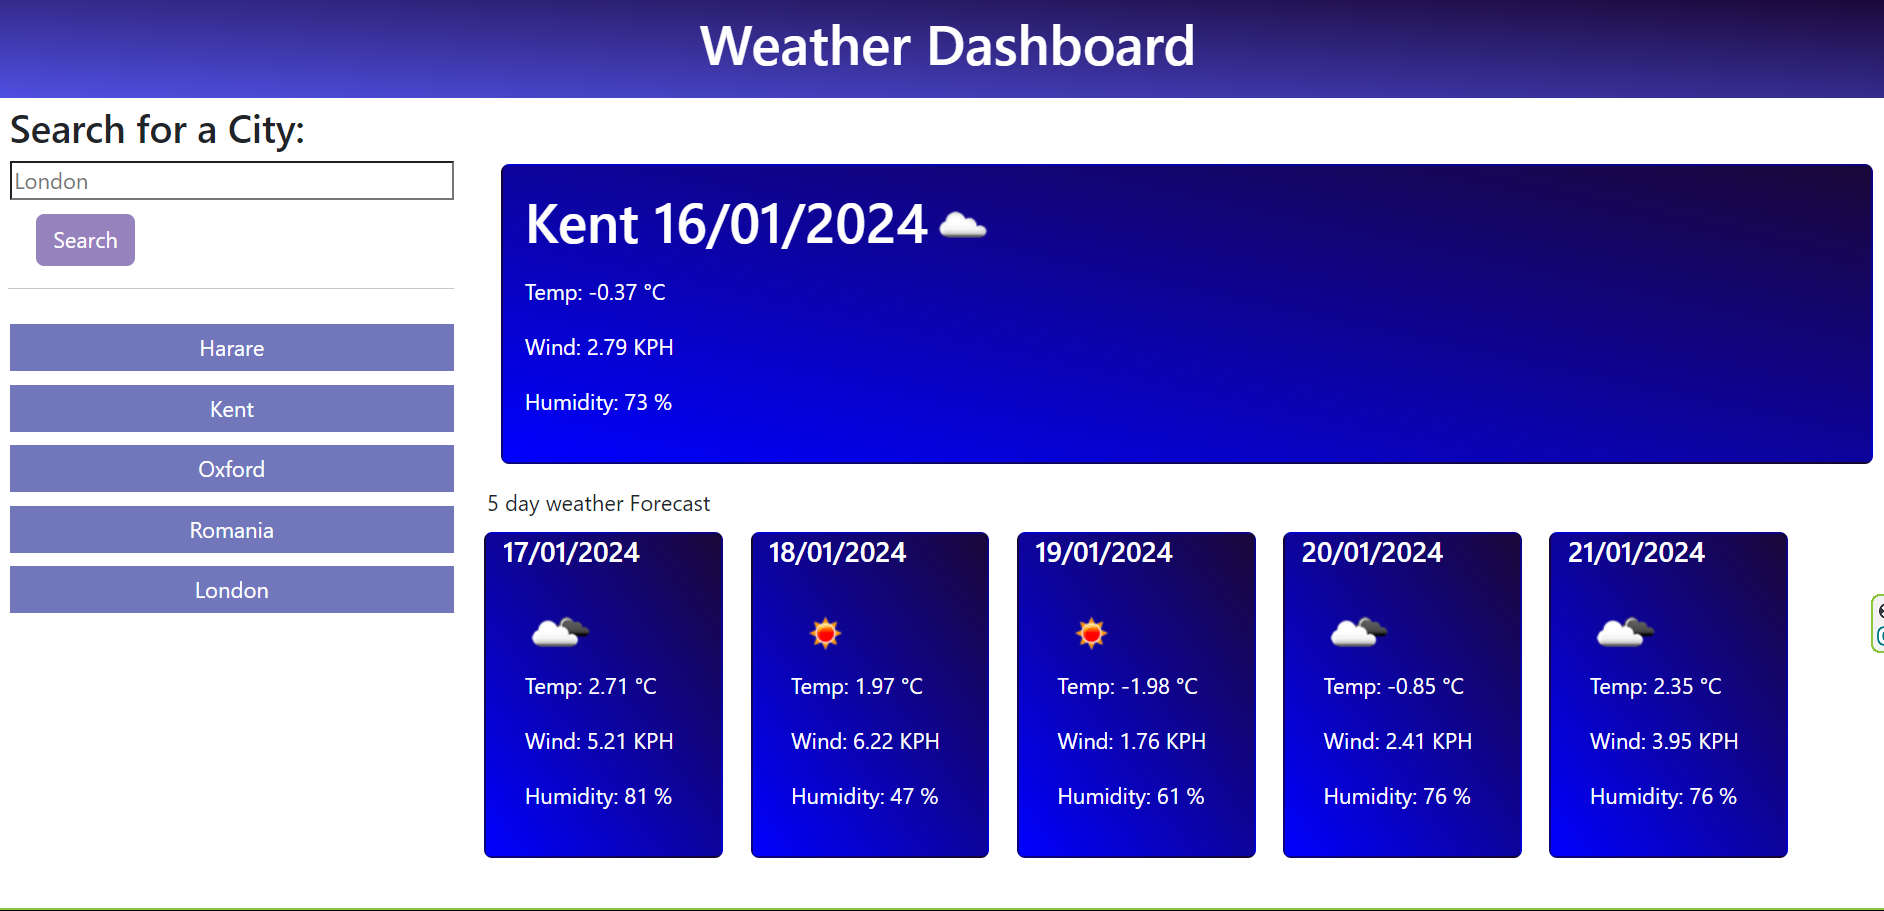 Weather Dashboard
Search for a City:
London
Search
Harare
Kent
Oxford
Romania
London
Kent 16/01/2024
Temp: -0.37 °C
Wind: 2.79 KPH
Humidity: 73 %
5 day weather Forecast
17/01/2024
Temp: 2.71 °C
Wind: 5.21 KPH
Humidity: 81 %
18/01/2024
Temp: 1.97 °C
Wind: 6.22 KPH
Humidity: 47 %
19/01/2024
Temp: -1.98 °C
Wind: 1.76 KPH
Humidity: 61 %
20/01/2024
Temp: -0.85 °C
Wind: 2.41 KPH
Humidity: 76 %
21/01/2024
Temp: 2.35 °C
Wind: 3.95 KPH
Humidity: 76 %